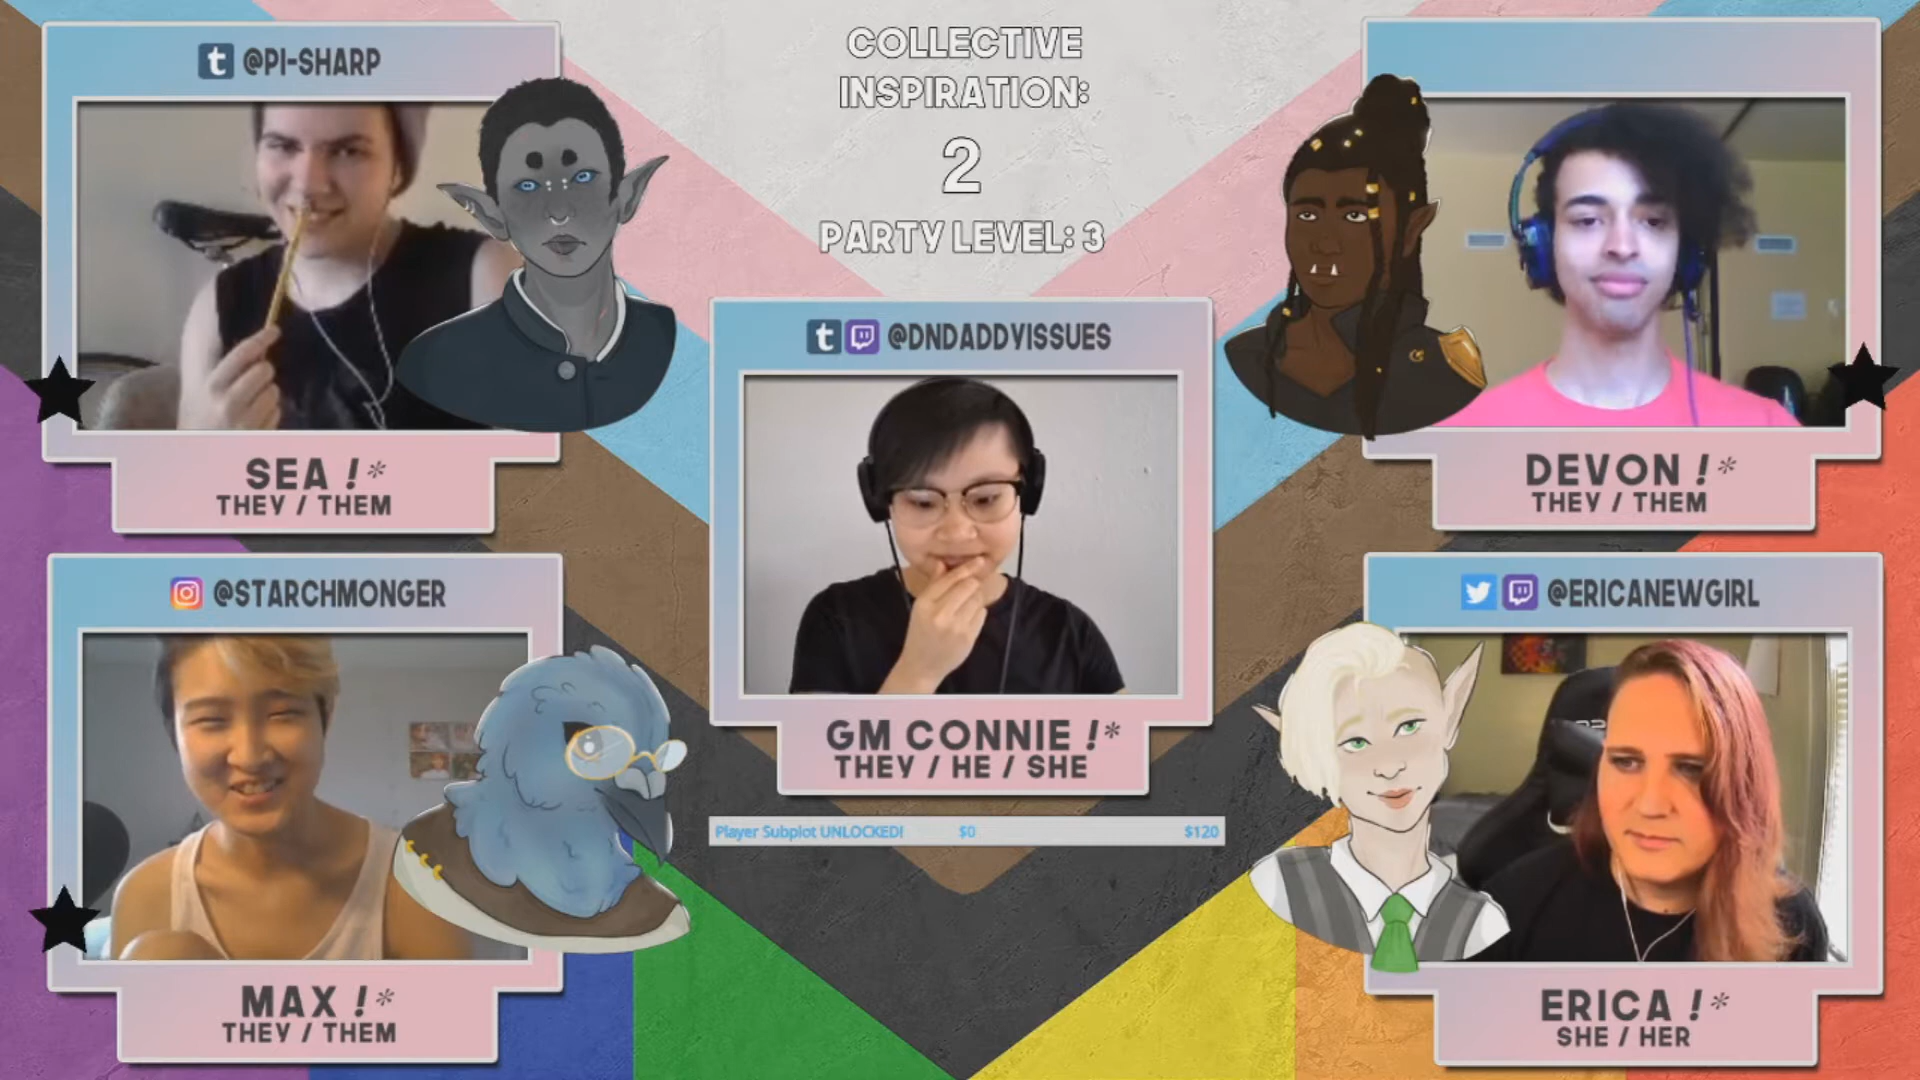 @PI-SHARP
COLLECTIVE
INSPIRATION:
2
PARTY LEVEL: 3
SEA !*
THEY / THEM
DEVON !*
THEY / THEM
@DNDADDYISSUES
GM CONNIE !*
THEY / HE / SHE
@STARCHMONGER
MAX !*
THEY / THEM
@ERICANEWGIRL
ERICA !*
SHE / HER
Player Subplot UNLOCKED! $0 $120